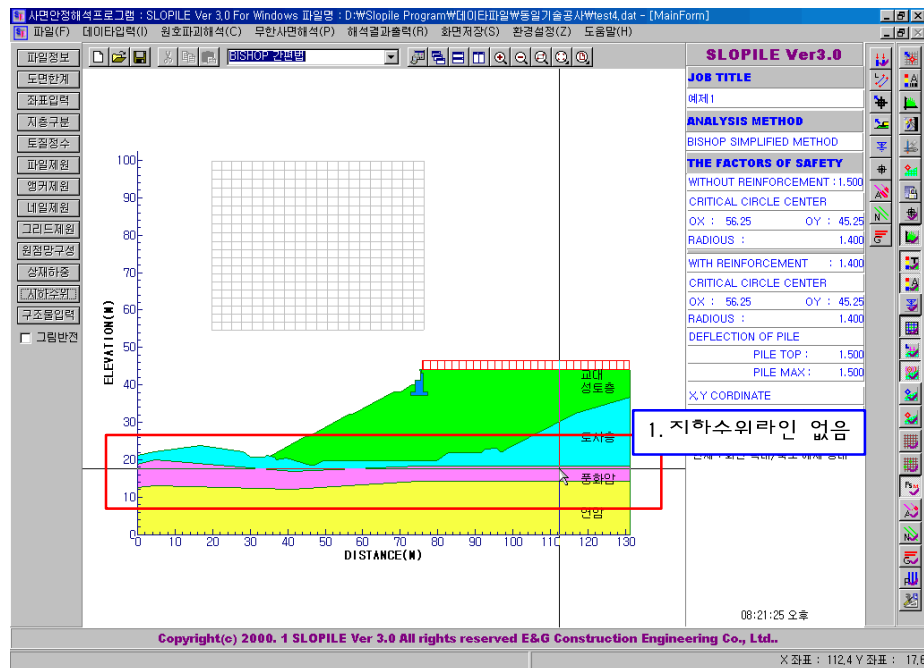 사면안정해석프로그램 : SLOPILE Ver 3,0 For Windows 파일명 : D:₩Slopile Program₩데이타파일₩동일기술공사₩test4,dat - [MainForm]
파일(F) 데이타입력(I) 원호파괴해석(C) 무한사면해석(P) 해석결과출력(R) 화면저장(S) 환경설정(Z) 도움말(H)
BISHOP 간편법
파일정보
도면한계
좌표입력
지층구분
토질정수
파일제원
앵커제원
네일제원
그리드제원
원점망구성
상재하중
지하수위
구조물입력
그림반전
ELEVATION(M)
100
90
80
70
60
50
40
30
20
10
0
0 10 20 30 40 50 60 70 80 90 100 110 120 130
DISTANCE(M)
교대
성토층
토사층
풍화암
연암
1. 지하수위라인 없음
SLOPILE Ver3.0
JOB TITLE
예제1
ANALYSIS METHOD
BISHOP SIMPLIFIED METHOD
THE FACTORS OF SAFETY
WITHOUT REINFORCEMENT : 1.500
CRITICAL CIRCLE CENTER
OX : 56.25 OY : 45.25
RADIOUS : 1.400
WITH REINFORCEMENT : 1.400
CRITICAL CIRCLE CENTER
OX : 56.25 OY : 45.25
RADIOUS : 1.400
DEFLECTION OF PILE
PILE TOP : 1.500
PILE MAX : 1.500
X,Y CORDINATE
08:21:25 오후
Copyright(c) 2000. 1 SLOPILE Ver 3.0 All rights reserved E&G Construction Engineering Co., Ltd..
X 좌표 : 112,4 Y 좌표 : 17,6